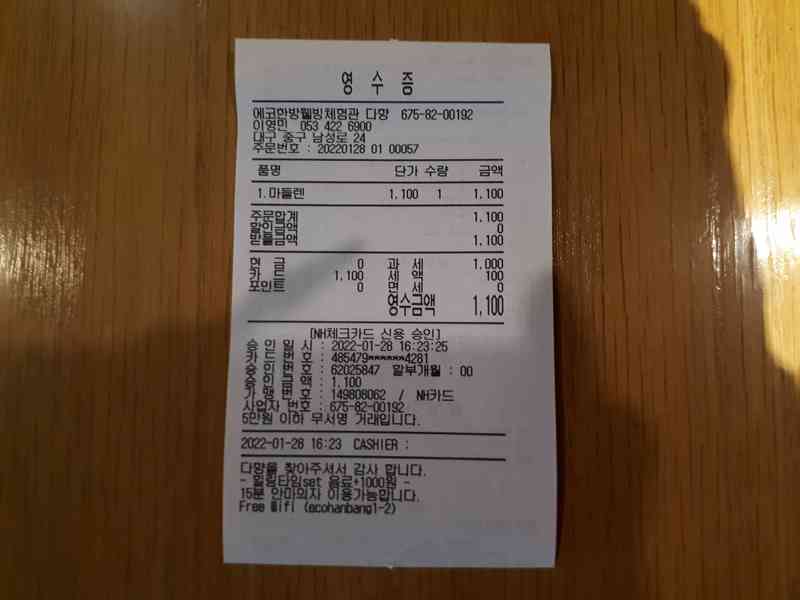 영 수 증
에코한방웰빙체험관 다향 675-82-00192
이영민 053 422 6900
대구 중구 남성로 24
주문번호 : 20220128 01 00057
품명 단가 수량 금액
1.마들렌 1,100 1 1,100
주문합계 1,100
할인금액 0
받을금액 1,100
현 금 0 과 세 1,000
카 드 1,100 세 액 100
포인트 0 면 세 0
영수금액 1,100
[NH체크카드 신용 승인]
승 인 일 시 : 2022-01-28 16:23:25
카 드 번 호 : 485479******4281
승 인 번 호 : 62025847 할부개월 : 00
승 인 금 액 : 1,100
가 맹 번 호 : 149808062 / NH카드
사업자 번호 : 675-82-00192
5만원 이하 무서명 거래입니다.
2022-01-28 16:23 CASHIER :
다향을 찾아주셔서 감사 합니다.
- 힐링타임set 음료+1000원 -
15분 안마의자 이용가능합니다.
Free Wifi (ecohanbang1-2)